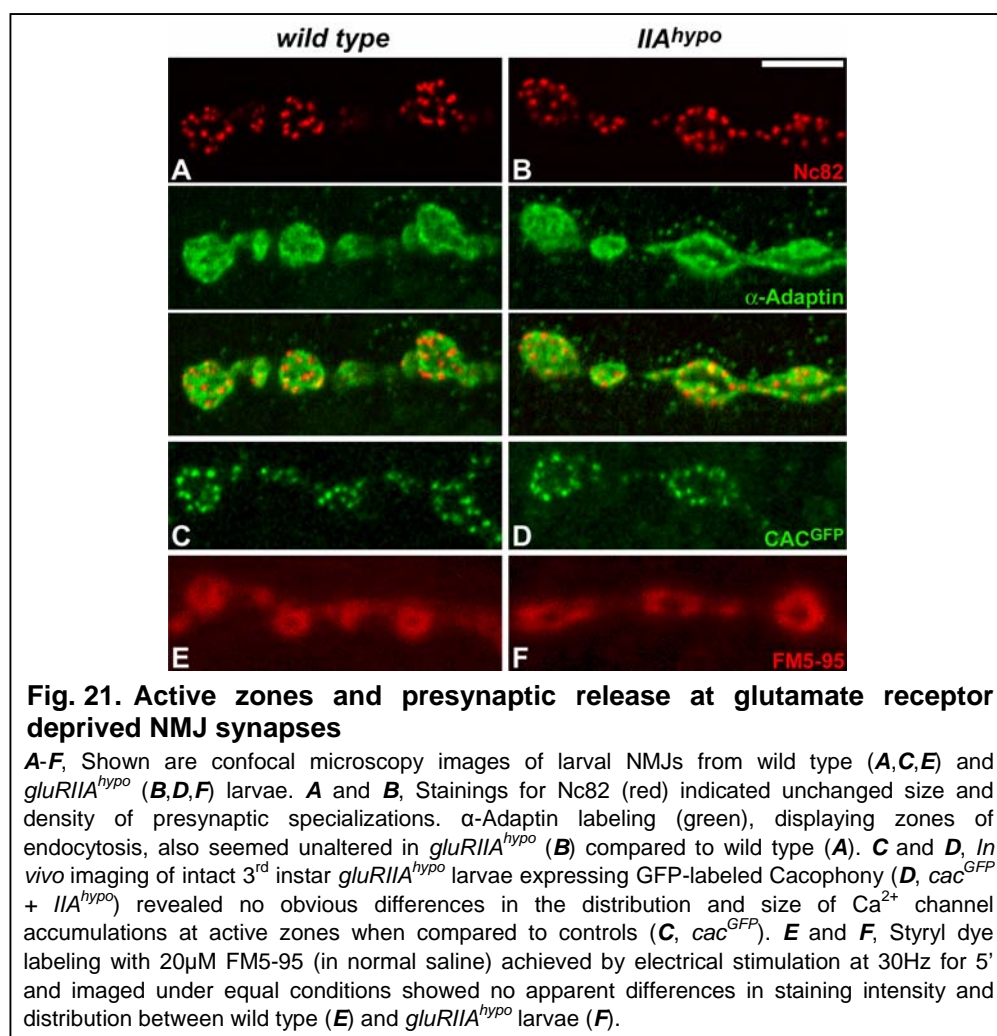 wild type
IIAhypo
A
B
Nc82
α-Adaptin
C
D
CACGFP
E
F
FM5-95
Fig. 21. Active zones and presynaptic release at glutamate receptor
deprived NMJ synapses
A-F, Shown are confocal microscopy images of larval NMJs from wild type (A,C,E) and
gluRIIAhypo (B,D,F) larvae. A and B, Stainings for Nc82 (red) indicated unchanged size and
density of presynaptic specializations. α-Adaptin labeling (green), displaying zones of
endocytosis, also seemed unaltered in gluRIIAhypo (B) compared to wild type (A). C and D, In
vivo imaging of intact 3rd instar gluRIIAhypo larvae expressing GFP-labeled Cacophony (D, cacGFP
+ IIAhypo) revealed no obvious differences in the distribution and size of Ca2+ channel
accumulations at active zones when compared to controls (C, cacGFP). E and F, Styryl dye
labeling with 20µM FM5-95 (in normal saline) achieved by electrical stimulation at 30Hz for 5'
and imaged under equal conditions showed no apparent differences in staining intensity and
distribution between wild type (E) and gluRIIAhypo larvae (F).